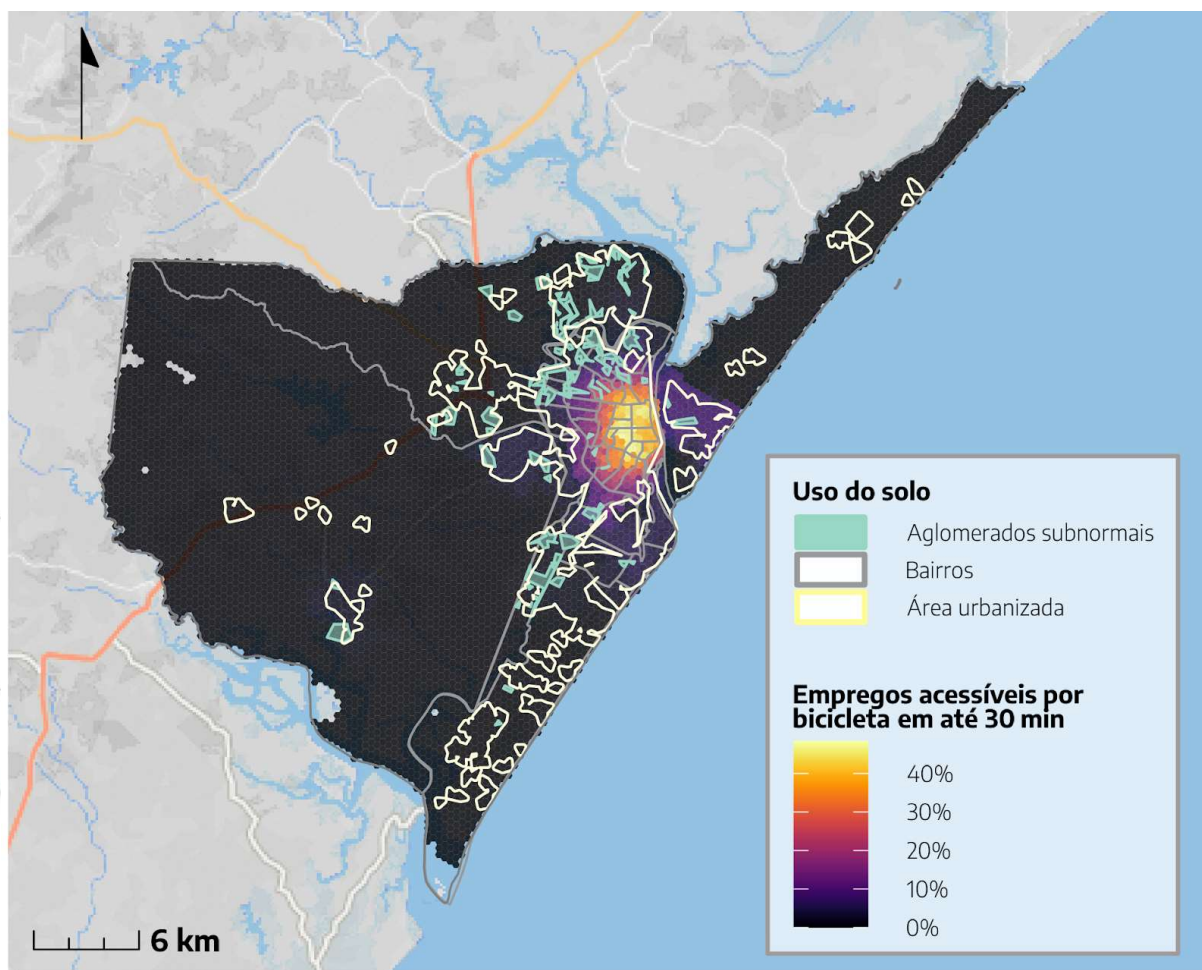 Uso do solo
Aglomerados subnormais
Bairros
Área urbanizada
Empregos acessíveis por
bicicleta em até 30 min
40%
30%
20%
10%
0%
6 km